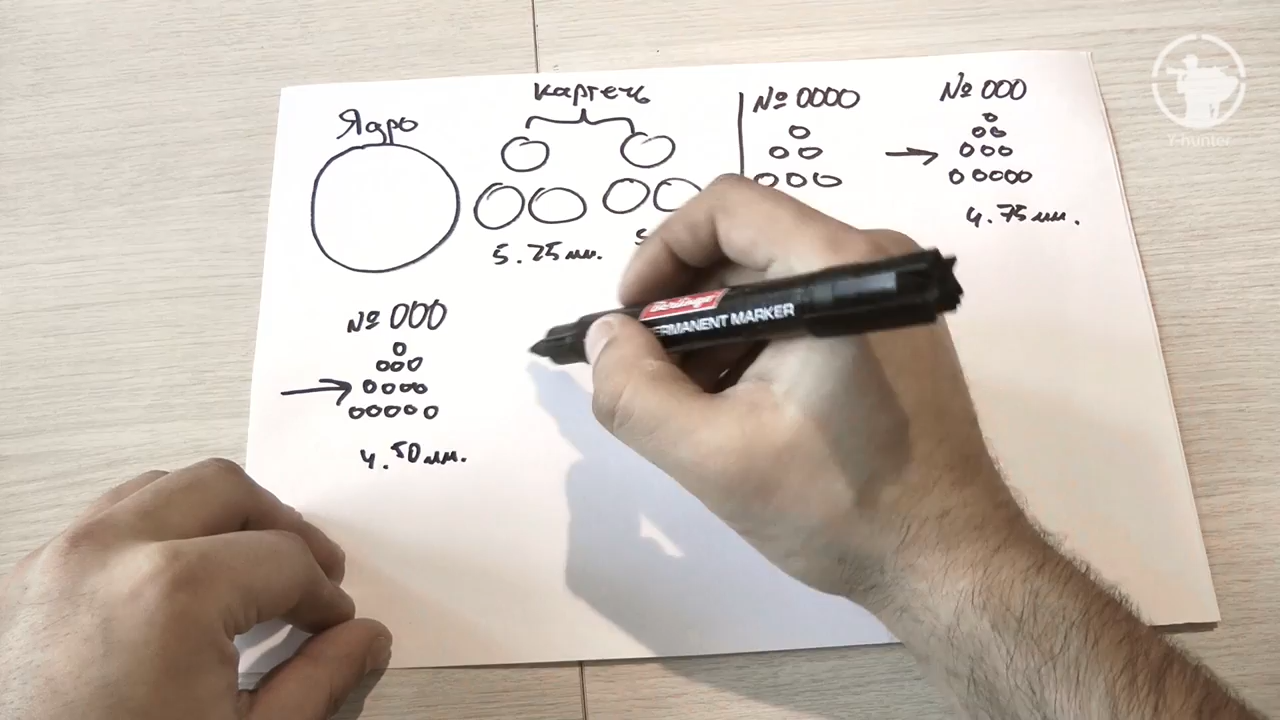 Ядро
картечь
№ 0000
№ 000
5.25 мм.
4.75 мм.
№ 000
4.50 мм.
Berlingo
PERMANENT MARKER
Y-hunter